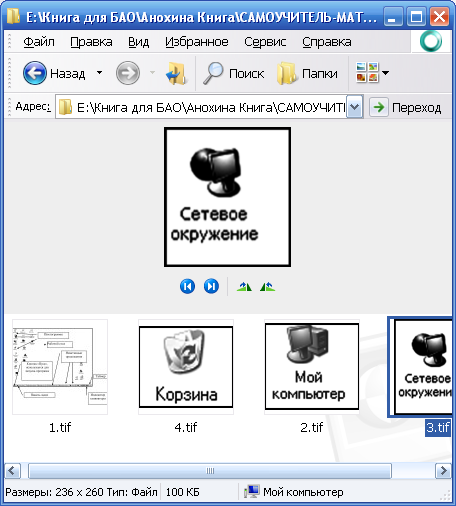 E:\Книга для БАО\Анохина Книга\САМОУЧИТЕЛЬ-МАТ...
Файл Правка Вид Избранное Сервис Справка
Назад Поиск Папки
Адрес: E:\Книга для БАО\Анохина Книга\САМОУЧИТЕ Переход
Сетевое
окружение
Корзина
Мой
компьютер
Сетевое
окружени
1.tif 4.tif 2.tif 3.tif
Размеры: 236 x 260 Тип: Файл 100 КБ Мой компьютер